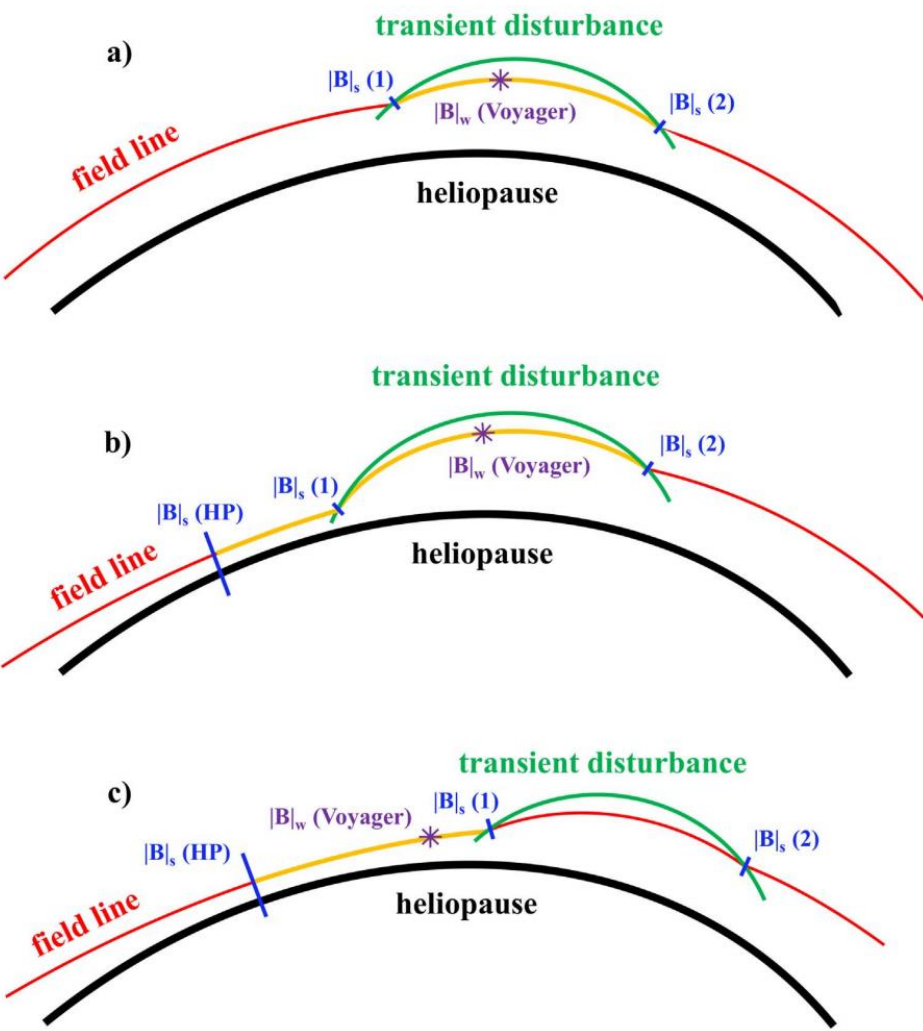 transient disturbance
a)
|B|s (1)
|B|s (2)
|B|w (Voyager)
field line
heliopause
transient disturbance
b)
|B|s (2)
|B|w (Voyager)
|B|s (1)
|B|s (HP)
heliopause
field line
transient disturbance
c)
|B|w (Voyager)
|B|s (1)
|B|s (2)
|B|s (HP)
heliopause
field line